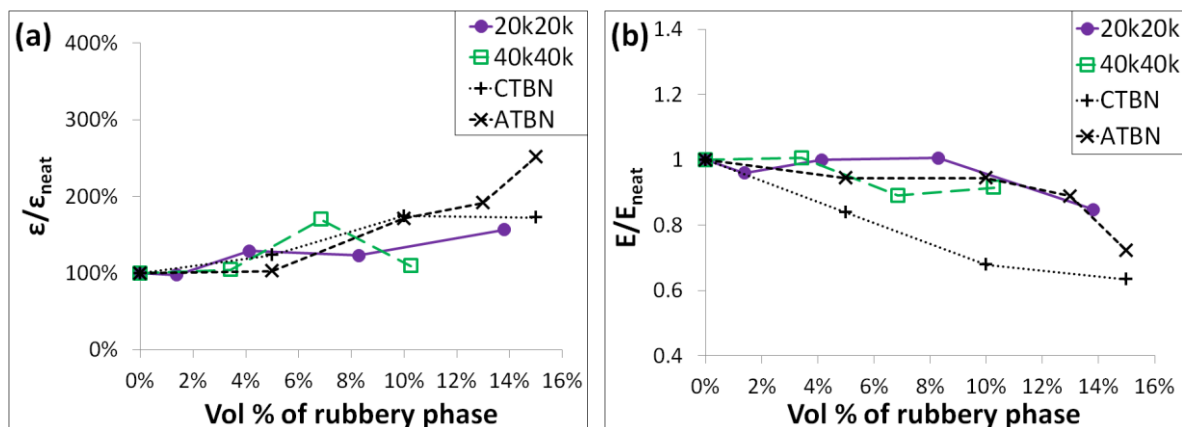 (a)
400%
300%
200%
100%
0%
ε/εneat
20k20k
40k40k
CTBN
ATBN
0% 2% 4% 6% 8% 10% 12% 14% 16%
Vol % of rubbery phase
(b)
1.4
1.2
1
0.8
0.6
0.4
E/Eneat
20k20k
40k40k
CTBN
ATBN
0% 2% 4% 6% 8% 10% 12% 14% 16%
Vol % of rubbery phase